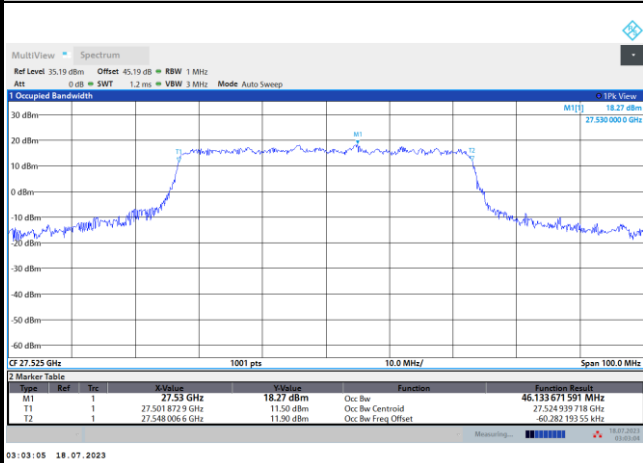 MultiView Spectrum
Ref Level 35.19 dBm Offset 45.19 dB RBW 1 MHz
Att 0 dB SWT 1.2 ms VBW 3 MHz Mode Auto Sweep
1 Occupied Bandwidth 1Pk View
M1[1] 18.27 dBm
27.530 000 0 GHz
30 dBm
M1
20 dBm
T1 T2
10 dBm
0 dBm
-10 dBm
-20 dBm
-30 dBm
-40 dBm
-50 dBm
-60 dBm
CF 27.525 GHz 1001 pts 10.0 MHz/ Span 100.0 MHz
2 Marker Table
Type Ref Trc X-Value Y-Value Function Function Result
M1 1 27.53 GHz 18.27 dBm Occ Bw 46.133 671 591 MHz
T1 1 27.501 872 9 GHz 11.50 dBm Occ Bw Centroid 27.524 939 718 GHz
T2 1 27.548 006 6 GHz 11.90 dBm Occ Bw Freq Offset -60.282 193 55 kHz
Measuring... 18.07.2023
03:03:04
03:03:05 18.07.2023